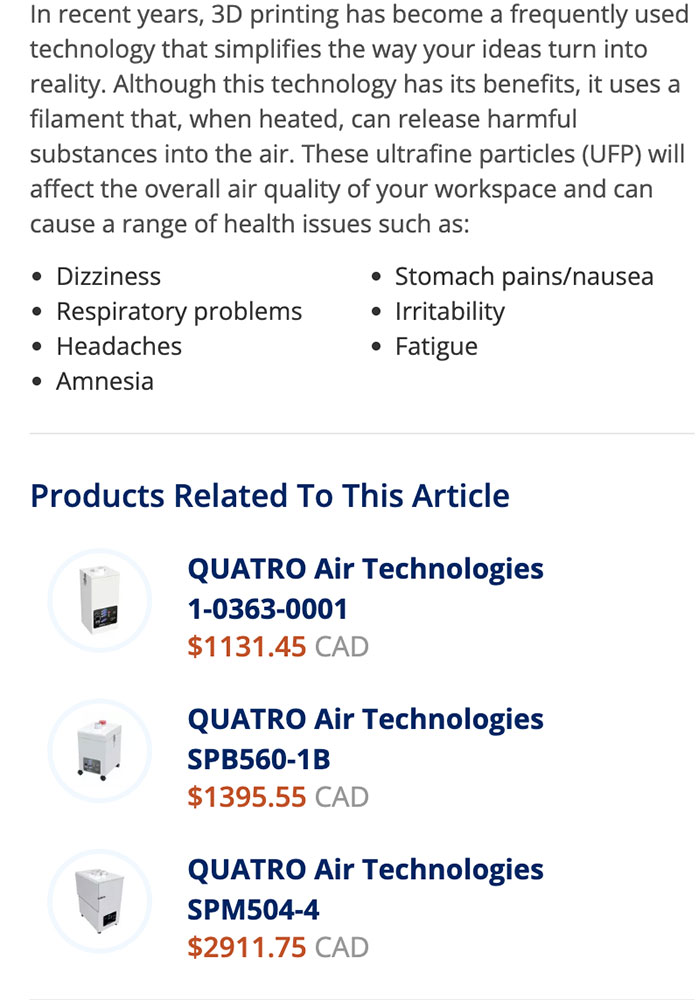 In recent years, 3D printing has become a frequently used
technology that simplifies the way your ideas turn into
reality. Although this technology has its benefits, it uses a
filament that, when heated, can release harmful
substances into the air. These ultrafine particles (UFP) will
affect the overall air quality of your workspace and can
cause a range of health issues such as:
• Dizziness
• Respiratory problems
• Headaches
• Amnesia
• Stomach pains/nausea
• Irritability
• Fatigue
Products Related To This Article
QUATRO Air Technologies
1-0363-0001
$1131.45 CAD
QUATRO Air Technologies
SPB560-1B
$1395.55 CAD
QUATRO Air Technologies
SPM504-4
$2911.75 CAD